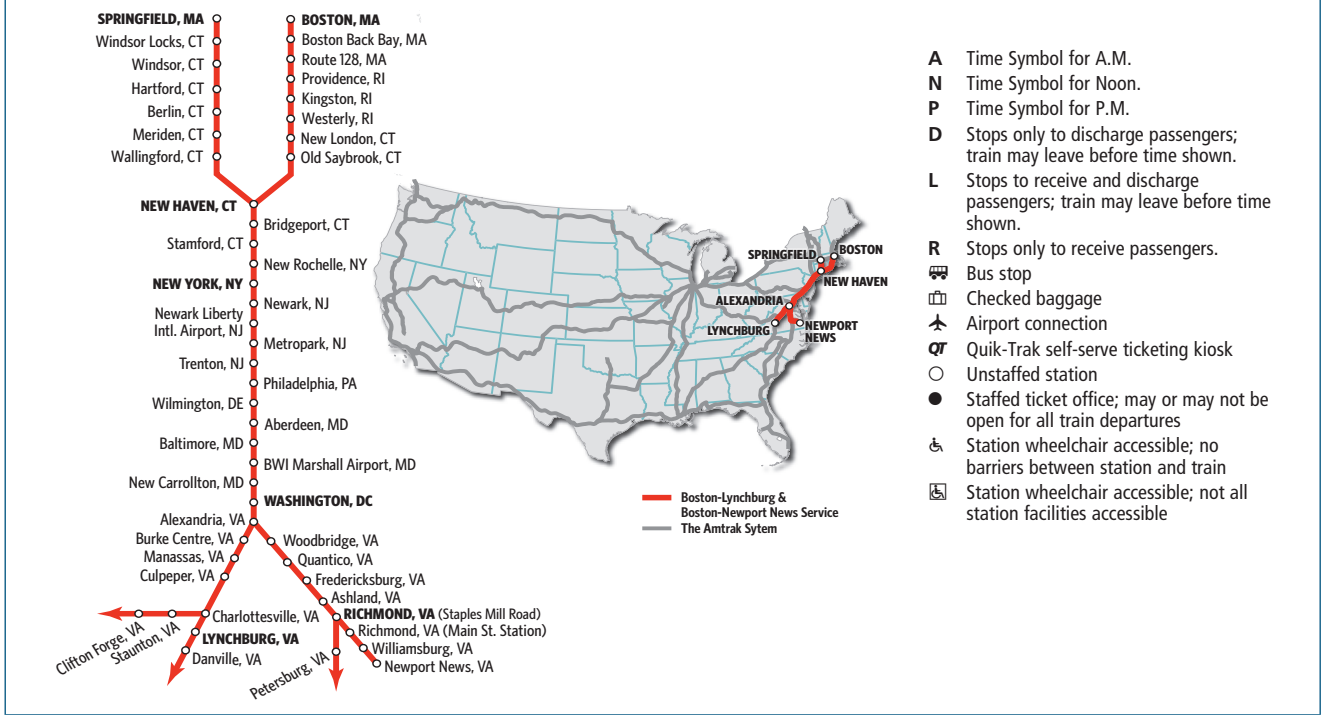 SPRINGFIELD, MA
Windsor Locks, CT
Windsor, CT
Hartford, CT
Berlin, CT
Meriden, CT
Wallingford, CT
BOSTON, MA
Boston Back Bay, MA
Route 128, MA
Providence, RI
Kingston, RI
Westerly, RI
New London, CT
Old Saybrook, CT
NEW HAVEN, CT
Bridgeport, CT
Stamford, CT
New Rochelle, NY
NEW YORK, NY
Newark, NJ
Newark Liberty
Intl. Airport, NJ
Metropark, NJ
Trenton, NJ
Philadelphia, PA
Wilmington, DE
Aberdeen, MD
Baltimore, MD
BWI Marshall Airport, MD
New Carrollton, MD
WASHINGTON, DC
Alexandria, VA
Burke Centre, VA
Manassas, VA
Culpeper, VA
Charlottesville, VA
Staunton, VA
Clifton Forge, VA
LYNCHBURG, VA
Danville, VA
Woodbridge, VA
Quantico, VA
Fredericksburg, VA
Ashland, VA
RICHMOND, VA (Staples Mill Road)
Richmond, VA (Main St. Station)
Williamsburg, VA
Newport News, VA
Petersburg, VA
SPRINGFIELD
BOSTON
NEW HAVEN
ALEXANDRIA
LYNCHBURG
NEWPORT
NEWS
Boston-Lynchburg &
Boston-Newport News Service
The Amtrak Sytem
A Time Symbol for A.M.
N Time Symbol for Noon.
P Time Symbol for P.M.
D Stops only to discharge passengers;
train may leave before time shown.
L Stops to receive and discharge
passengers; train may leave before time
shown.
R Stops only to receive passengers.
Bus stop
Checked baggage
Airport connection
QT Quik-Trak self-serve ticketing kiosk
Unstaffed station
Staffed ticket office; may or may not be
open for all train departures
Station wheelchair accessible; no
barriers between station and train
Station wheelchair accessible; not all
station facilities accessible